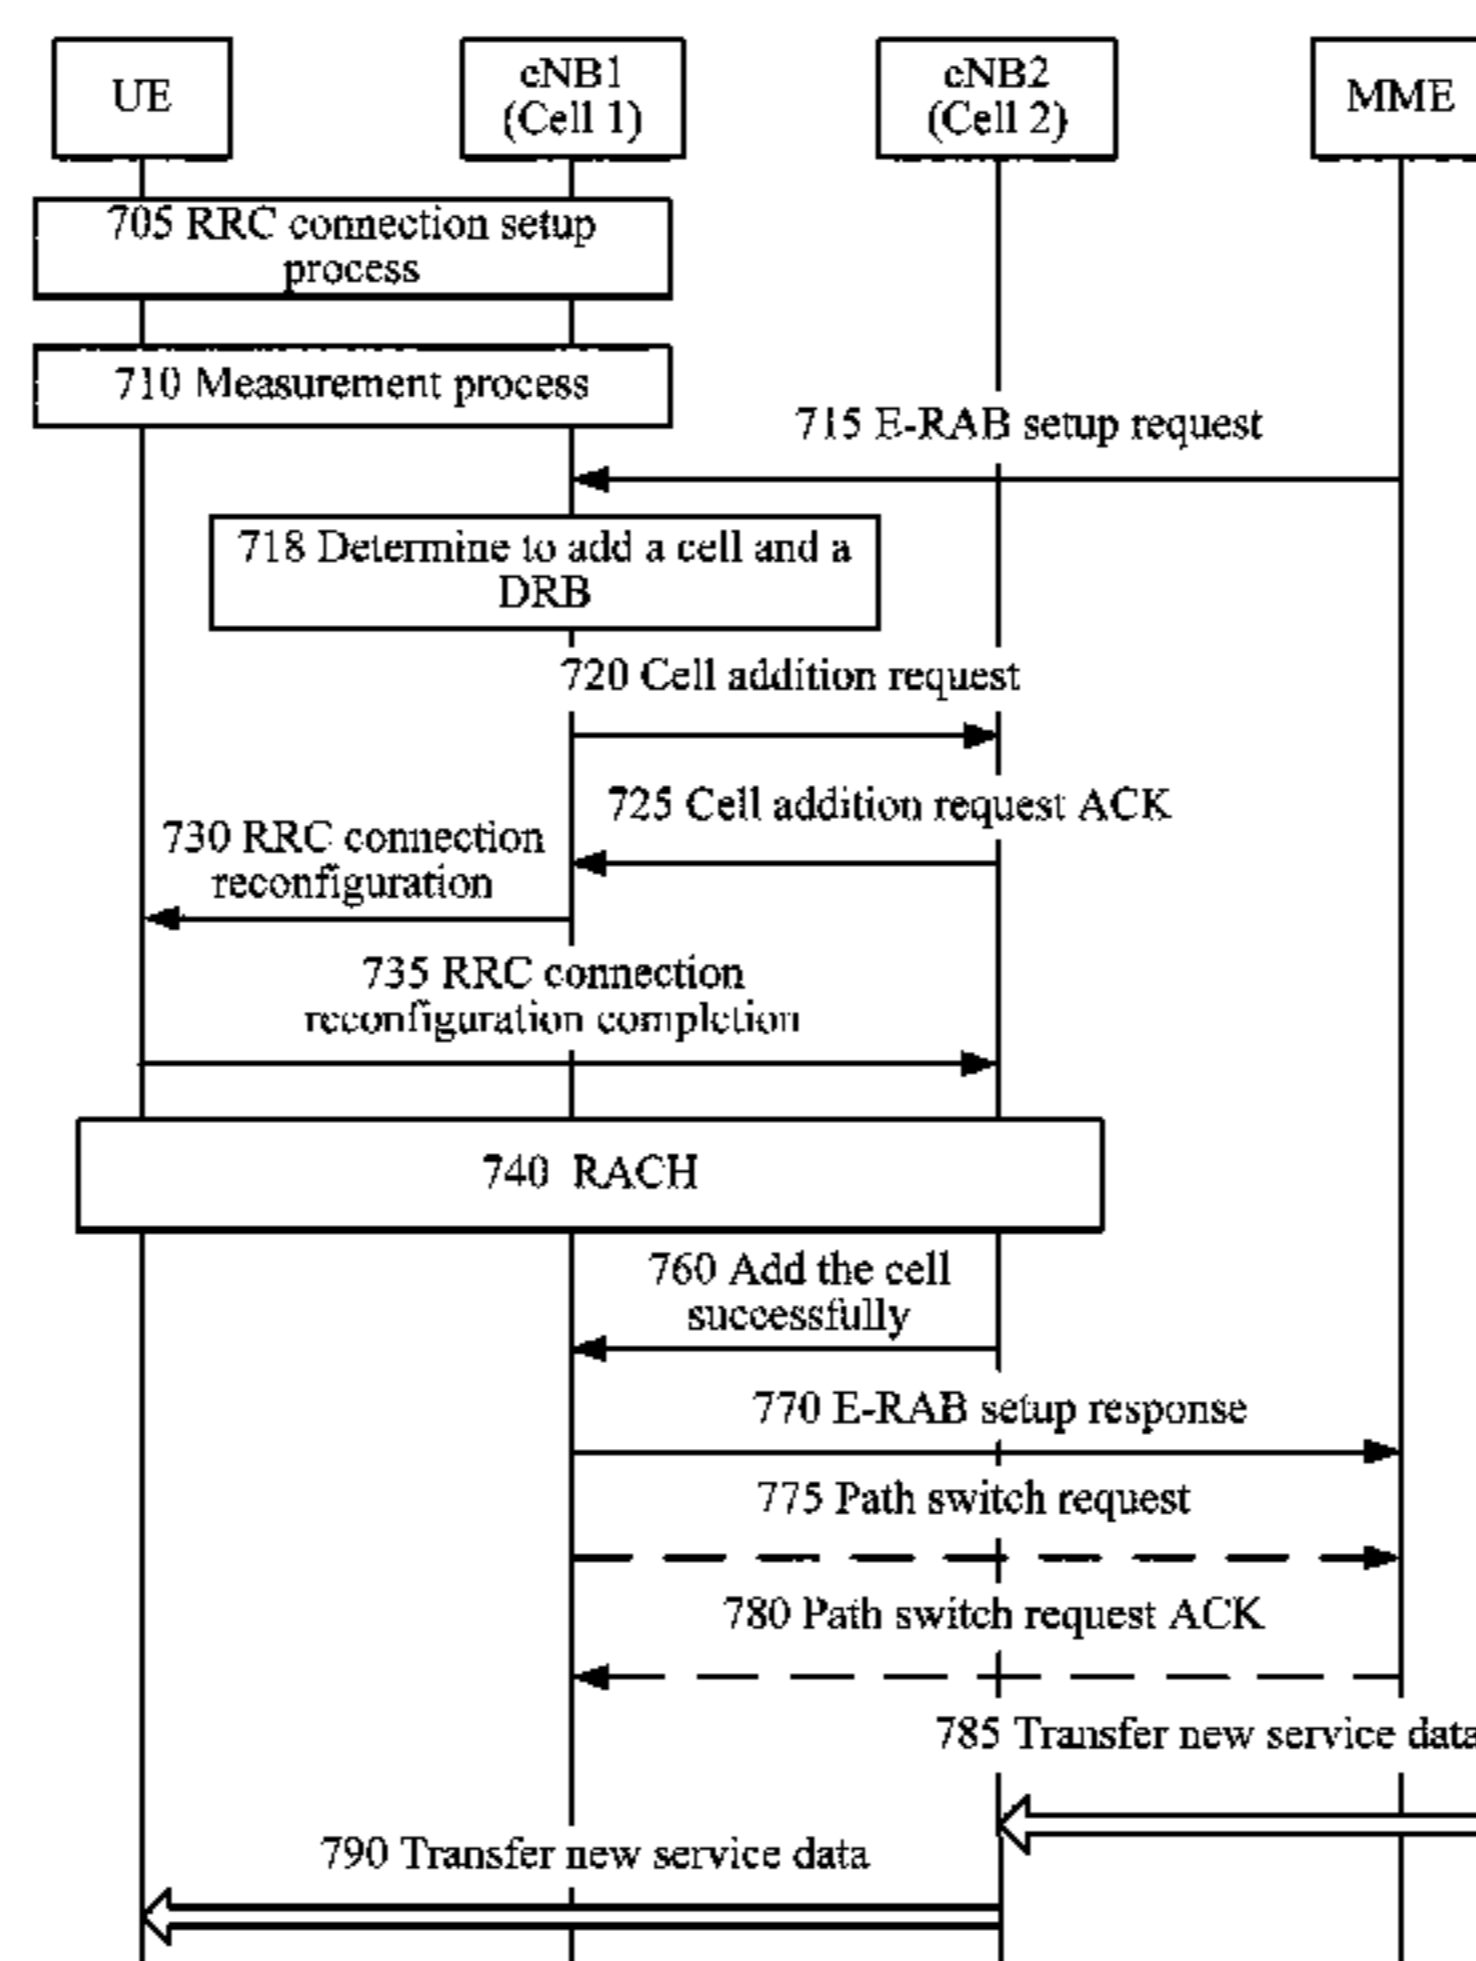 UE
eNB1
(Cell 1)
eNB2
(Cell 2)
MME
705 RRC connection setup
process
710 Measurement process
715 E-RAB setup request
718 Determine to add a cell and a
DRB
720 Cell addition request
725 Cell addition request ACK
730 RRC connection
reconfiguration
735 RRC connection
reconfiguration completion
740 RACH
760 Add the cell
successfully
770 E-RAB setup response
775 Path switch request
780 Path switch request ACK
785 Transfer new service data
790 Transfer new service data